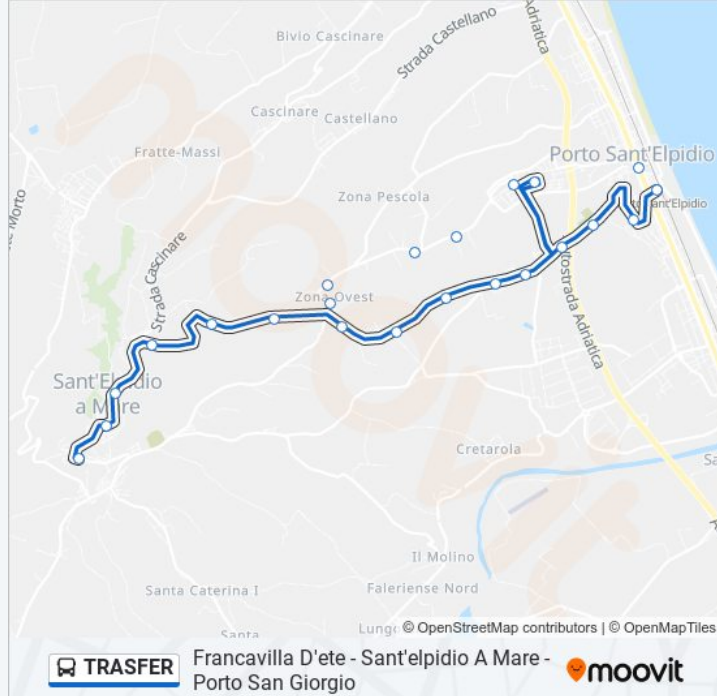 Bivio Cascinare
Strada Castellano
Adriatica
Cascinare
Castellano
Fratte-Massi
Porto Sant'Elpidio
Zona Pescola
Morto
Strada Cascinare
Zona Ovest
Sant'Elpidio
a Mare
Autostrada Adriatica
Cretarola
Il Molino
Santa Caterina I
Faleriense Nord
Santa
Lungo
© OpenStreetMap contributors | © OpenMapTiles
TRASFER
Francavilla D'ete - Sant'elpidio A Mare -
Porto San Giorgio
moovit